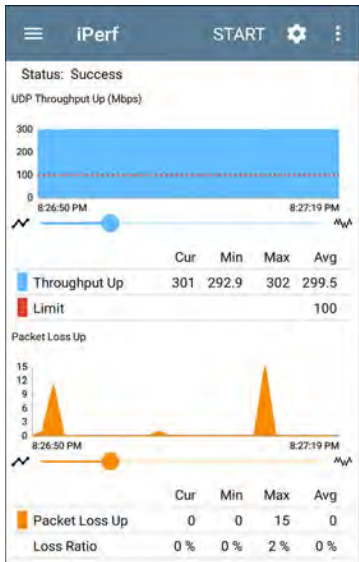 iPerf START
Status: Success
UDP Throughput Up (Mbps)
300
200
100
0
8:26:50 PM 8:27:19 PM
Cur Min Max Avg
Throughput Up 301 292.9 302 299.5
Limit 100
Packet Loss Up
15
12
9
6
3
0
8:26:50 PM 8:27:19 PM
Cur Min Max Avg
Packet Loss Up 0 0 15 0
Loss Ratio 0 % 0 % 2 % 0 %